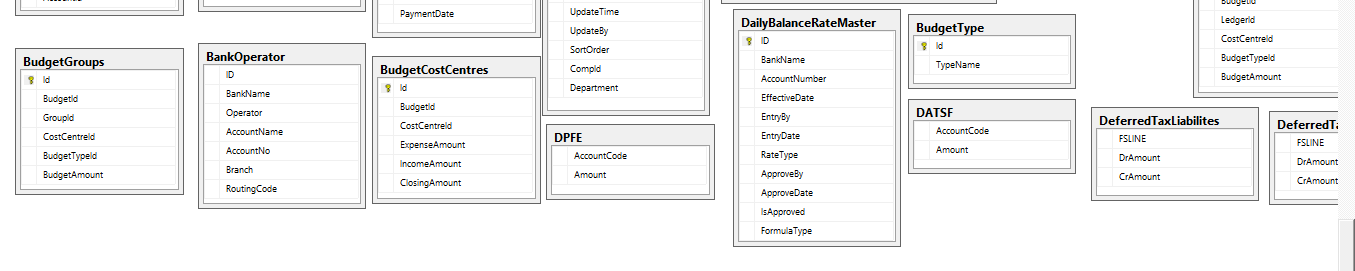 PaymentDate
UpdateTime
UpdateBy
SortOrder
CompId
Department
LedgerId
CostCentreId
BudgetTypeId
BudgetAmount
BudgetGroups
Id
BudgetId
GroupId
CostCentreId
BudgetTypeId
BudgetAmount
BankOperator
ID
BankName
Operator
AccountName
AccountNo
Branch
RoutingCode
BudgetCostCentres
Id
BudgetId
CostCentreId
ExpenseAmount
IncomeAmount
ClosingAmount
DPFE
AccountCode
Amount
DailyBalanceRateMaster
ID
BankName
AccountNumber
EffectiveDate
EntryBy
EntryDate
RateType
ApproveBy
ApproveDate
IsApproved
FormulaType
BudgetType
Id
TypeName
DATSF
AccountCode
Amount
DeferredTaxLiabilites
FSLINE
DrAmount
CrAmount
FSLINE
DrAmount
CrAmount